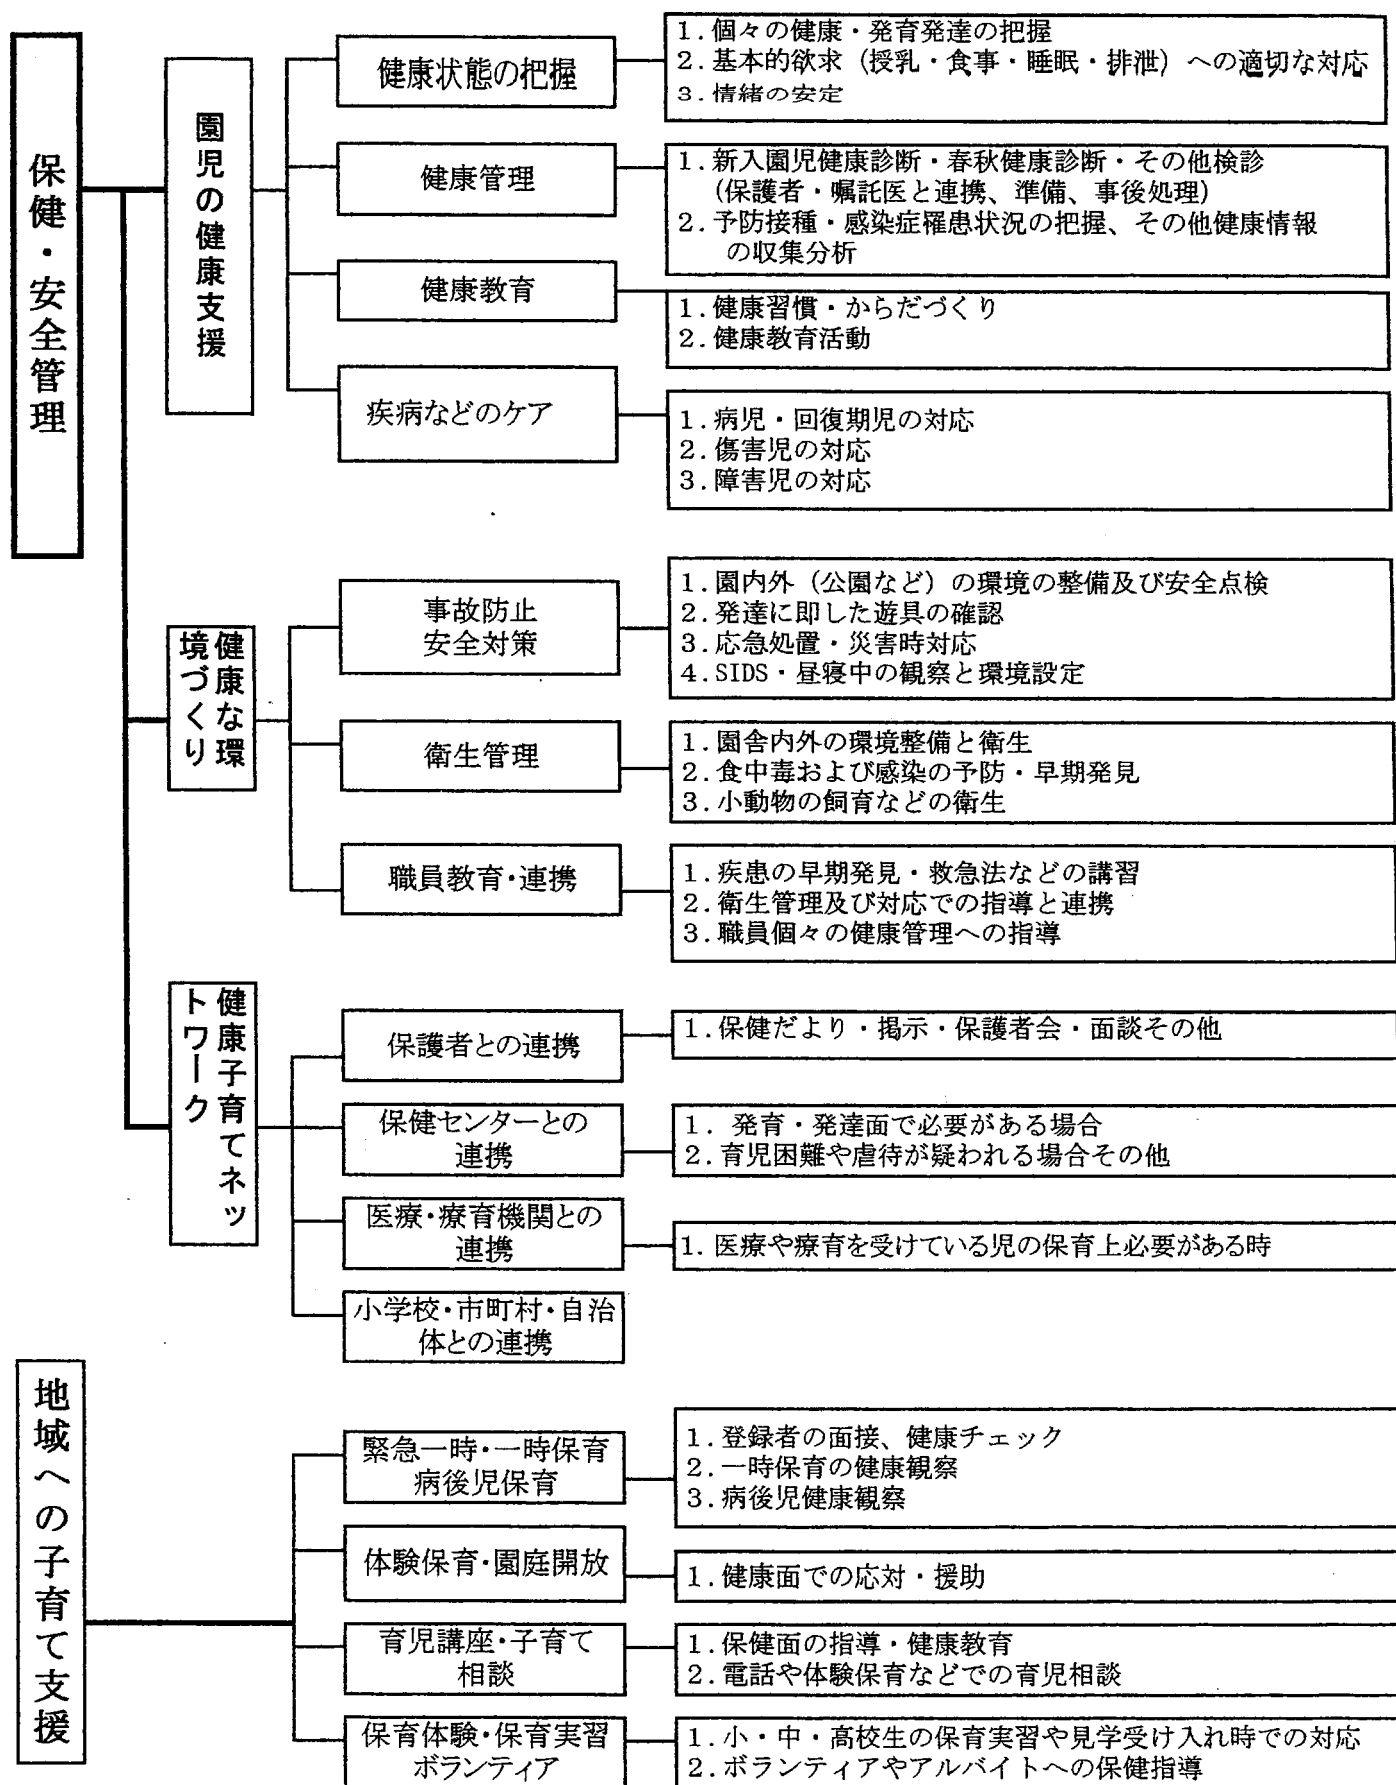 保健・安全管理
園児の健康支援
健康状態の把握
1.個々の健康・発育発達の把握
2.基本的欲求（授乳・食事・睡眠・排泄）への適切な対応
3.情緒の安定
健康管理
1.新入園児健康診断・春秋健康診断・その他検診
(保護者・嘱託医と連携、準備、事後処理)
2.予防接種・感染症罹患状況の把握、その他健康情報
の収集分析
健康教育
1.健康習慣・からだづくり
2.健康教育活動
疾病などのケア
1.病児・回復期児の対応
2.傷害児の対応
3.障害児の対応
健康な環
境づくり
事故防止
安全対策
1.園内外（公園など）の環境の整備及び安全点検
2.発達に即した遊具の確認
3.応急処置・災害時対応
4.SIDS・昼寝中の観察と環境設定
衛生管理
1.園舎内外の環境整備と衛生
2.食中毒および感染の予防・早期発見
3.小動物の飼育などの衛生
職員教育・連携
1.疾患の早期発見・救急法などの講習
2.衛生管理及び対応での指導と連携
3.職員個々の健康管理への指導
健康子育てネッ
トワーク
保護者との連携
1.保健だより・掲示・保護者会・面談その他
保健センターとの
連携
1. 発育・発達面で必要がある場合
2.育児困難や虐待が疑われる場合その他
医療・療育機関との
連携
1.医療や療育を受けている児の保育上必要がある時
小学校・市町村・自治
体との連携
地域への子育て支援
緊急一時・一時保育
病後児保育
1.登録者の面接、健康チェック
2.一時保育の健康観察
3.病後児健康観察
体験保育・園庭開放
1.健康面での応対・援助
育児講座・子育て
相談
1.保健面の指導・健康教育
2.電話や体験保育などでの育児相談
保育体験・保育実習
ボランティア
1.小・中・高校生の保育実習や見学受け入れ時での対応
2.ボランティアやアルバイトへの保健指導